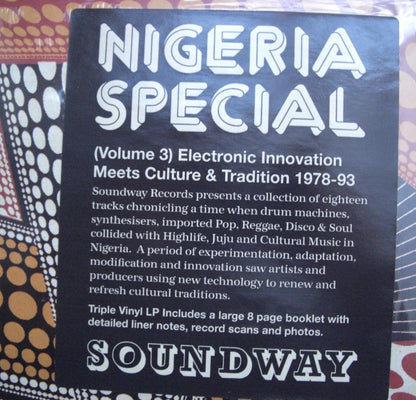 NIGERIA
SPECIAL
(Volume 3) Electronic Innovation
Meets Culture & Tradition 1978-93
Soundway Records presents a collection of eighteen
tracks chronicling a time when drum machines,
synthesisers, imported Pop, Reggae, Disco & Soul
collided with Highlife, Juju and Cultural Music in
Nigeria. A period of experimentation, adaptation,
modification and innovation saw artists and
producers using new technology to renew and
refresh cultural traditions.
Triple Vinyl LP Includes a large 8 page booklet with
detailed liner notes, record scans and photos.
SOUNDWAY